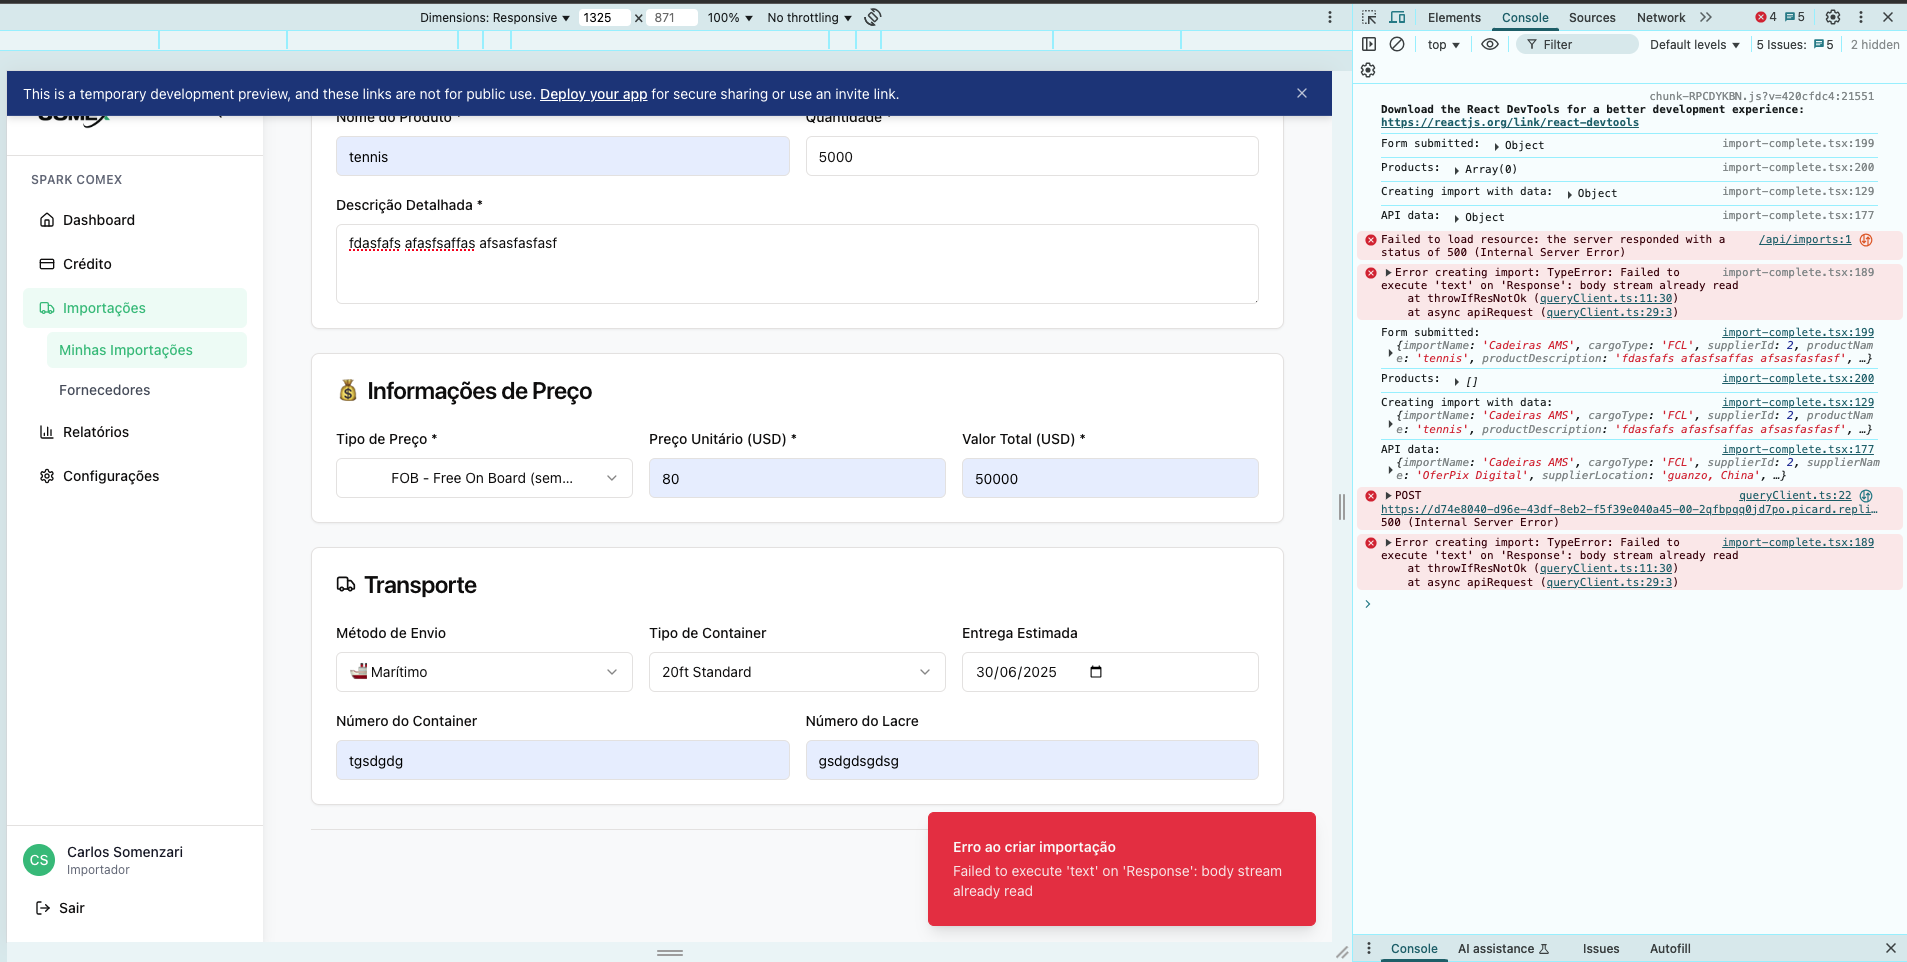 Dimensions: Responsive 1325 x 871 100% No throttling
This is a temporary development preview, and these links are not for public use. Deploy your app for secure sharing or use an invite link.
COMEX
SPARK COMEX
Dashboard
Crédito
Importações
Minhas Importações
Fornecedores
Relatórios
Configurações
CS
Carlos Somenzari
Importador
Sair
Nome do Produto * Quantidade *
tennis 5000
Descrição Detalhada *
fdasfafs afasfsaffas afsasfasfasf
Informações de Preço
Tipo de Preço * Preço Unitário (USD) * Valor Total (USD) *
FOB - Free On Board (sem... 80 50000
Transporte
Método de Envio Tipo de Container Entrega Estimada
Marítimo 20ft Standard 30/06/2025
Número do Container Número do Lacre
tgsdgdg gsdgdsgdsg
Erro ao criar importação
Failed to execute 'text' on 'Response': body stream
already read
Elements Console Sources Network 4 5
top Filter Default levels 5 Issues: 5 2 hidden
chunk-RPCDYKBN.js?v=420cfdc4:21551
Download the React DevTools for a better development experience:
https://reactjs.org/link/react-devtools
Form submitted: Object import-complete.tsx:199
Products: Array(0) import-complete.tsx:200
Creating import with data: Object import-complete.tsx:129
API data: Object import-complete.tsx:177
Failed to load resource: the server responded with a /api/imports:1
status of 500 (Internal Server Error)
Error creating import: TypeError: Failed to import-complete.tsx:189
execute 'text' on 'Response': body stream already read
at throwIfResNotOk (queryClient.ts:11:30)
at async apiRequest (queryClient.ts:29:3)
Form submitted: import-complete.tsx:199
{importName: 'Cadeiras AMS', cargoType: 'FCL', supplierId: 2, productNam
e: 'tennis', productDescription: 'fdasfafs afasfsaffas afsasfasfasf', …}
Products: [] import-complete.tsx:200
Creating import with data: import-complete.tsx:129
{importName: 'Cadeiras AMS', cargoType: 'FCL', supplierId: 2, productNam
e: 'tennis', productDescription: 'fdasfafs afasfsaffas afsasfasfasf', …}
API data: import-complete.tsx:177
{importName: 'Cadeiras AMS', cargoType: 'FCL', supplierId: 2, supplierNam
e: 'OferPix Digital', supplierLocation: 'guanzo, China', …}
POST queryClient.ts:22
https://d74e8040-d96e-43df-8eb2-f5f39e040a45-00-2qfbpqq0jd7po.picard.repli…
500 (Internal Server Error)
Error creating import: TypeError: Failed to import-complete.tsx:189
execute 'text' on 'Response': body stream already read
at throwIfResNotOk (queryClient.ts:11:30)
at async apiRequest (queryClient.ts:29:3)
Console AI assistance Issues Autofill